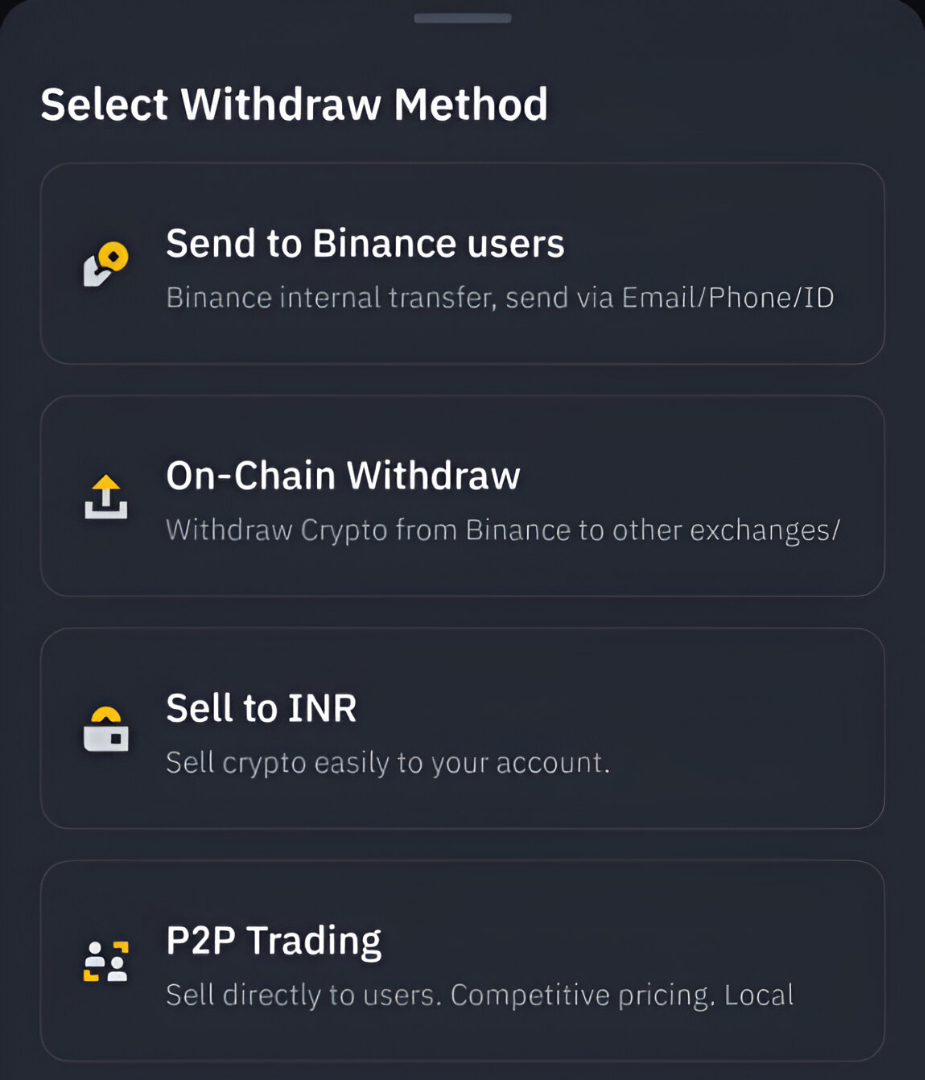 Select Withdraw Method
Send to Binance users
Binance internal transfer, send via Email/Phone/ID
On-Chain Withdraw
Withdraw Crypto from Binance to other exchanges/
Sell to INR
Sell crypto easily to your account.
P2P Trading
Sell directly to users. Competitive pricing. Local